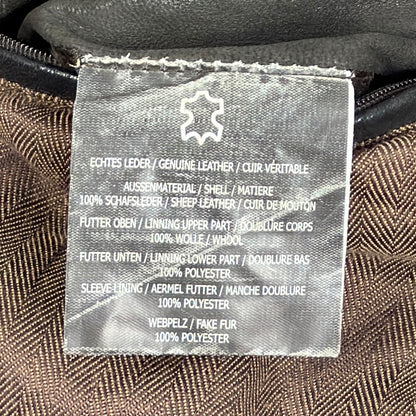 ECHTES LEDER / GENUINE LEATHER / CUIR VÉRITABLE
AUSSENMATERIAL / SHELL / MATIERE
100% SCHAFSLEDER / SHEEP LEATHER / CUIR DE MOUTON
FUTTER OBEN / LINNING UPPER PART / DOUBLURE CORPS
100% WOLLE / WHOOL
FUTTER UNTEN / LINNING LOWER PART / DOUBLURE BAS
100% POLYESTER
SLEEVE LINING / AERMEL FUTTER / MANCHE DOUBLURE
100% POLYESTER
WEBPELZ / FAKE FUR
100% POLYESTER